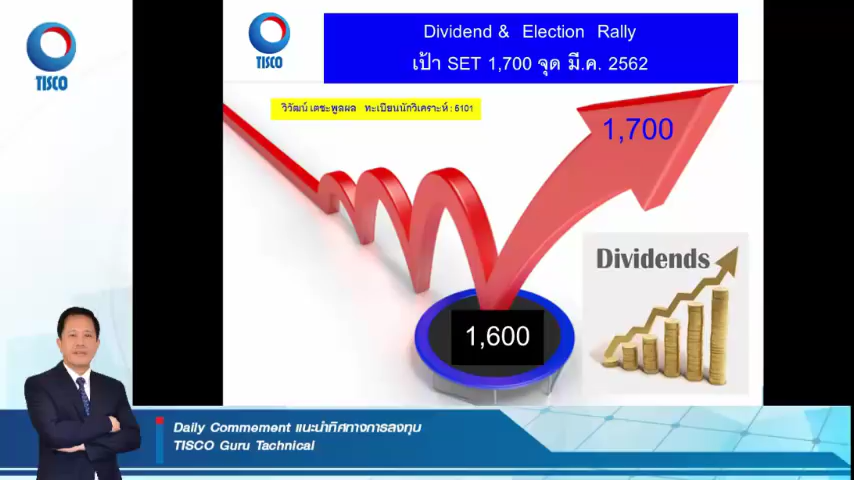 TISCO
TISCO
Dividend & Election Rally
เป้า SET 1,700 จุด มี.ค. 2562
วิวัฒน์ เตชะพูลผล ทะเบียนนักวิเคราะห์ : 5101
1,700
Dividends
1,600
Daily Commement แนะนำทิศทางการลงทุน
TISCO Guru Tachnical